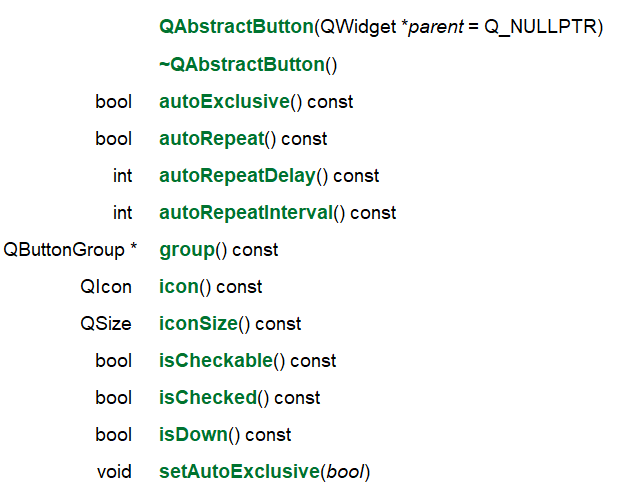 QAbstractButton(QWidget *parent = Q_NULLPTR)
~QAbstractButton()
bool autoExclusive() const
bool autoRepeat() const
int autoRepeatDelay() const
int autoRepeatInterval() const
QButtonGroup * group() const
QIcon icon() const
QSize iconSize() const
bool isCheckable() const
bool isChecked() const
bool isDown() const
void setAutoExclusive(bool)